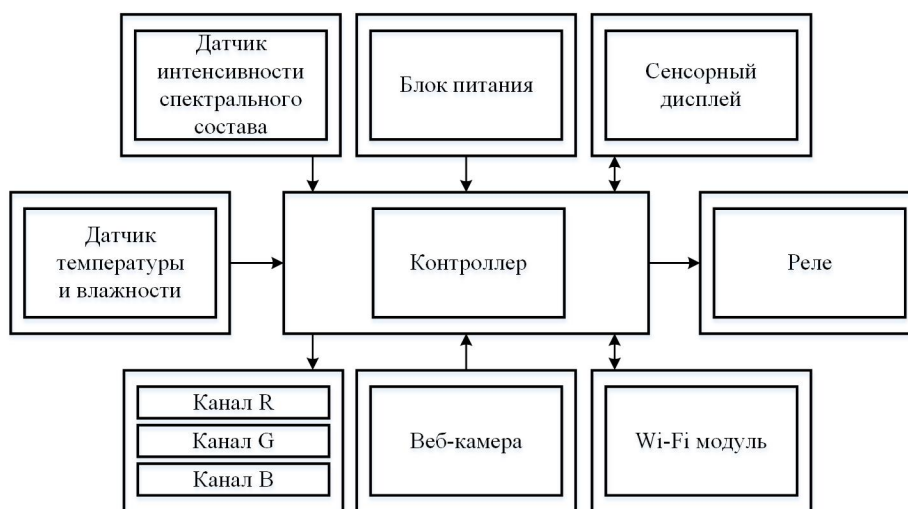 Датчик
интенсивности
спектрального
состава
Блок питания
Сенсорный
дисплей
Датчик
температуры
и влажности
Контроллер
Реле
Канал R
Канал G
Канал B
Веб-камера
Wi-Fi модуль